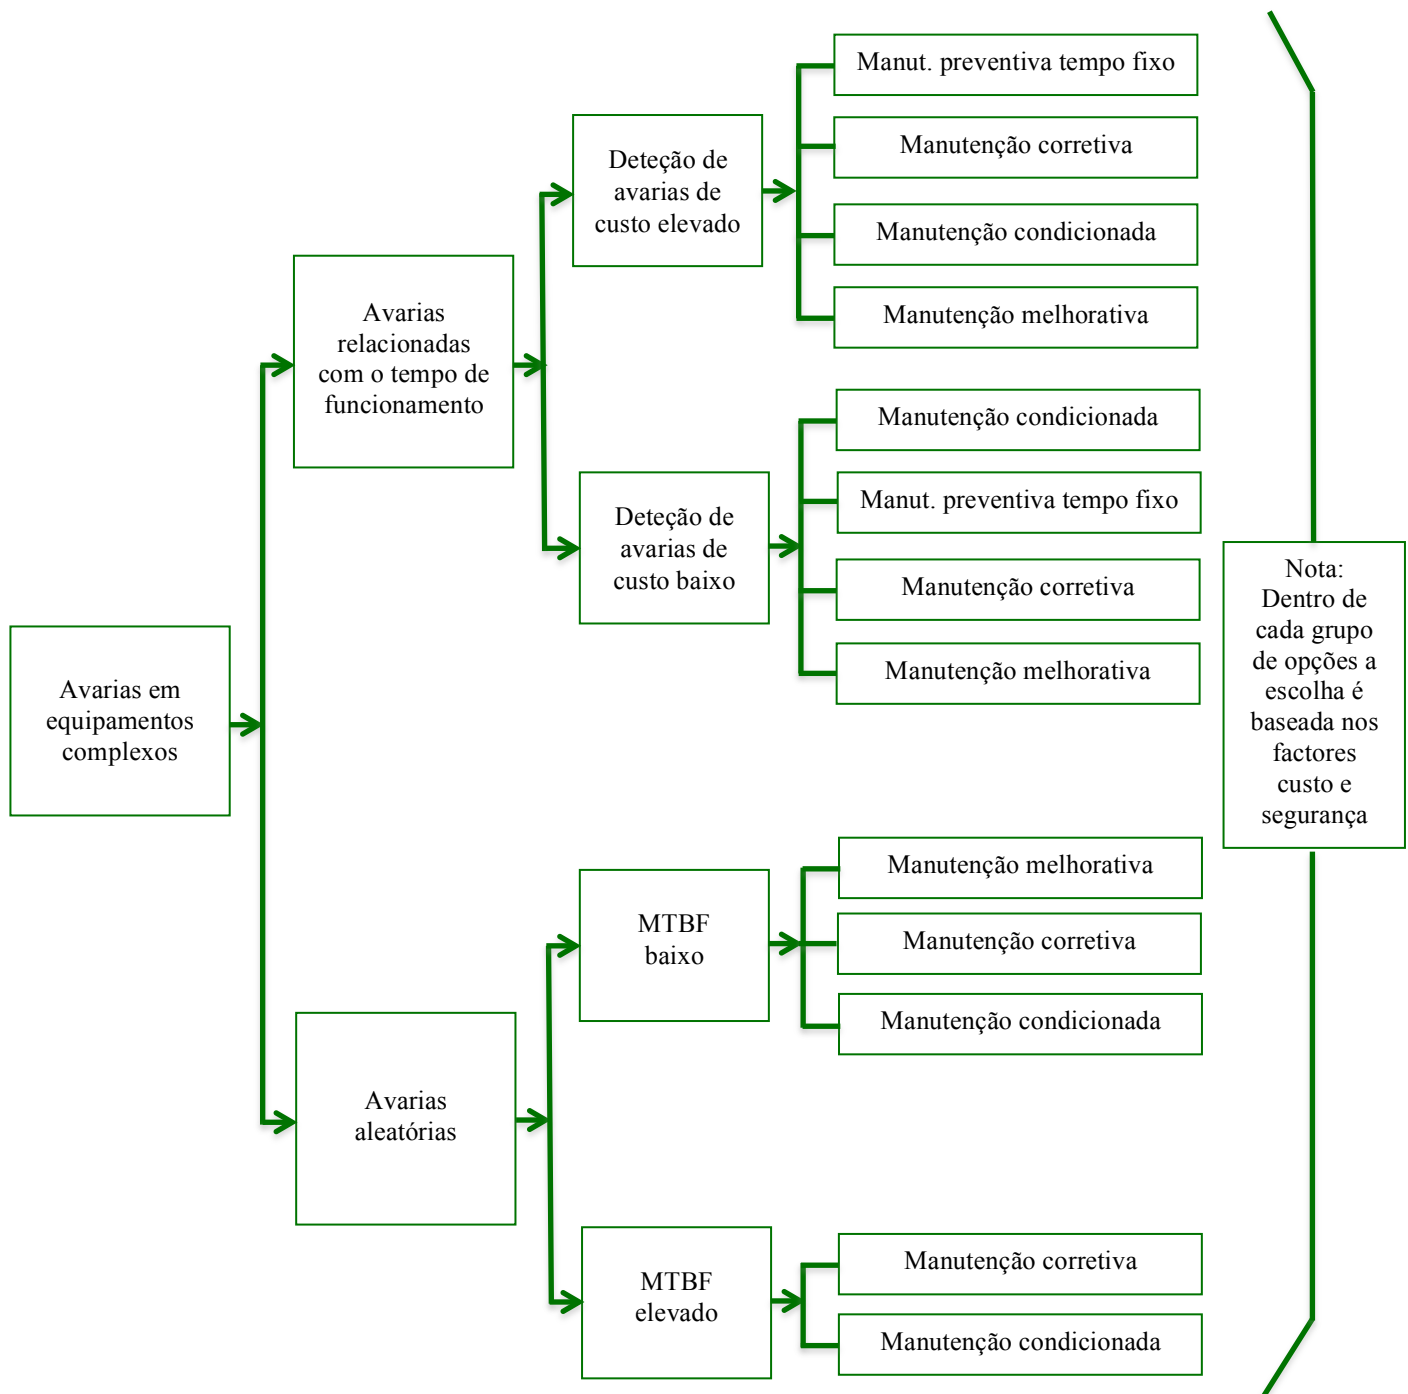 Avarias em
equipamentos
complexos
Avarias
relacionadas
com o tempo de
funcionamento
Deteção de
avarias de
custo elevado
Manut. preventiva tempo fixo
Manutenção corretiva
Manutenção condicionada
Manutenção melhorativa
Deteção de
avarias de
custo baixo
Manutenção condicionada
Manut. preventiva tempo fixo
Manutenção corretiva
Manutenção melhorativa
Avarias
aleatórias
MTBF
baixo
Manutenção melhorativa
Manutenção corretiva
Manutenção condicionada
MTBF
elevado
Manutenção corretiva
Manutenção condicionada
Nota:
Dentro de
cada grupo
de opções a
escolha é
baseada nos
factores
custo e
segurança